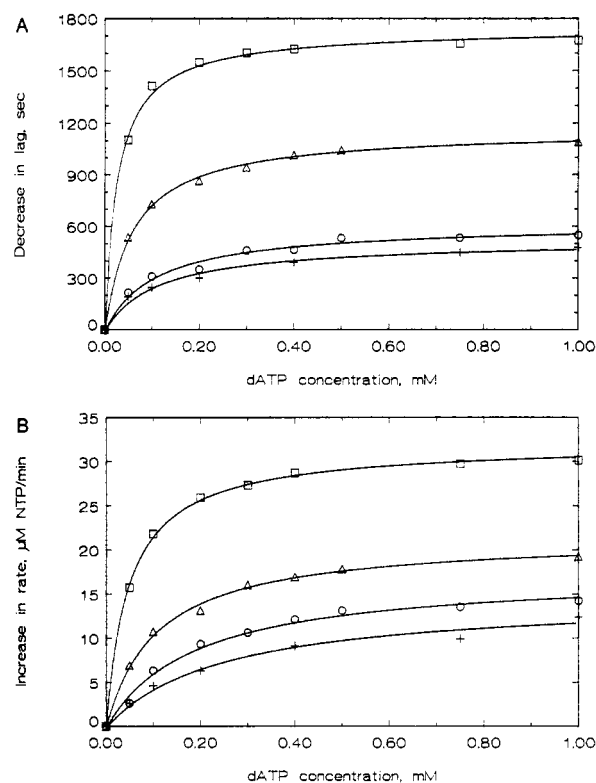 A
1800
1500
1200
900
600
300
0
Decrease in lag, sec
0.00 0.20 0.40 0.60 0.80 1.00
dATP concentration, mM
B
35
30
25
20
15
10
5
0
Increase in rate, μM NTP/min
0.00 0.20 0.40 0.60 0.80 1.00
dATP concentration, mM